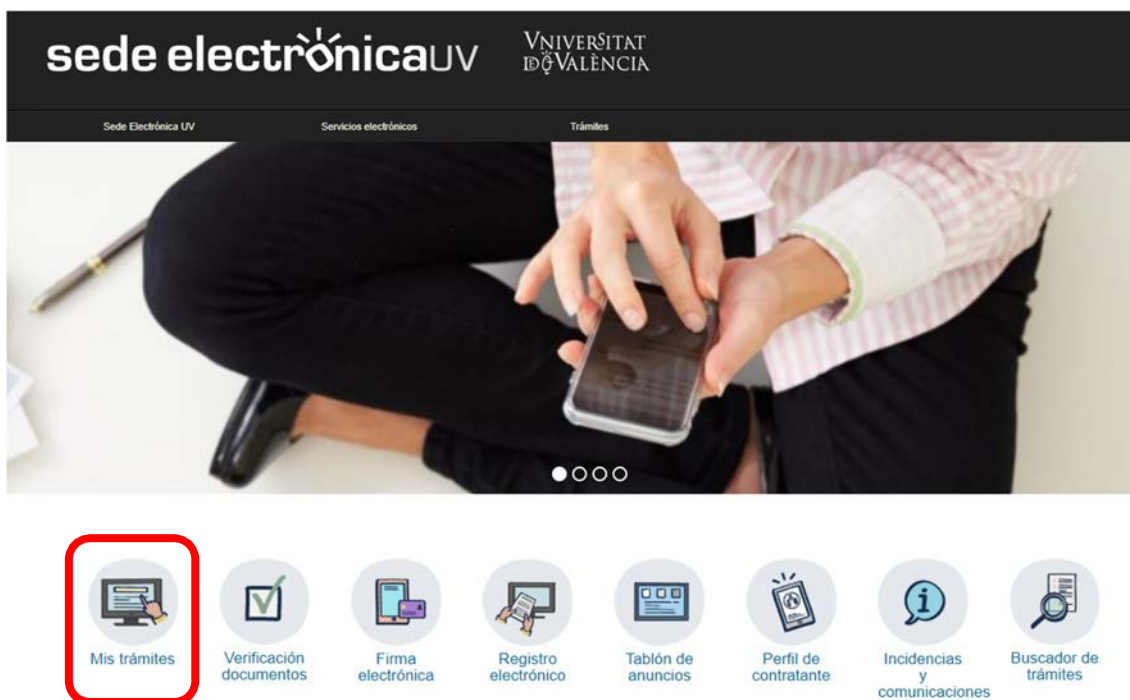 sede electrónicauv
VNIVERSITAT
DE VALÈNCIA
Sede Electrónica UV Servicios electrónicos Trámites
Mis trámites
Verificación
documentos
Firma
electrónica
Registro
electrónico
Tablón de
anuncios
Perfil de
contratante
Incidencias
y
comunicaciones
Buscador de
trámites